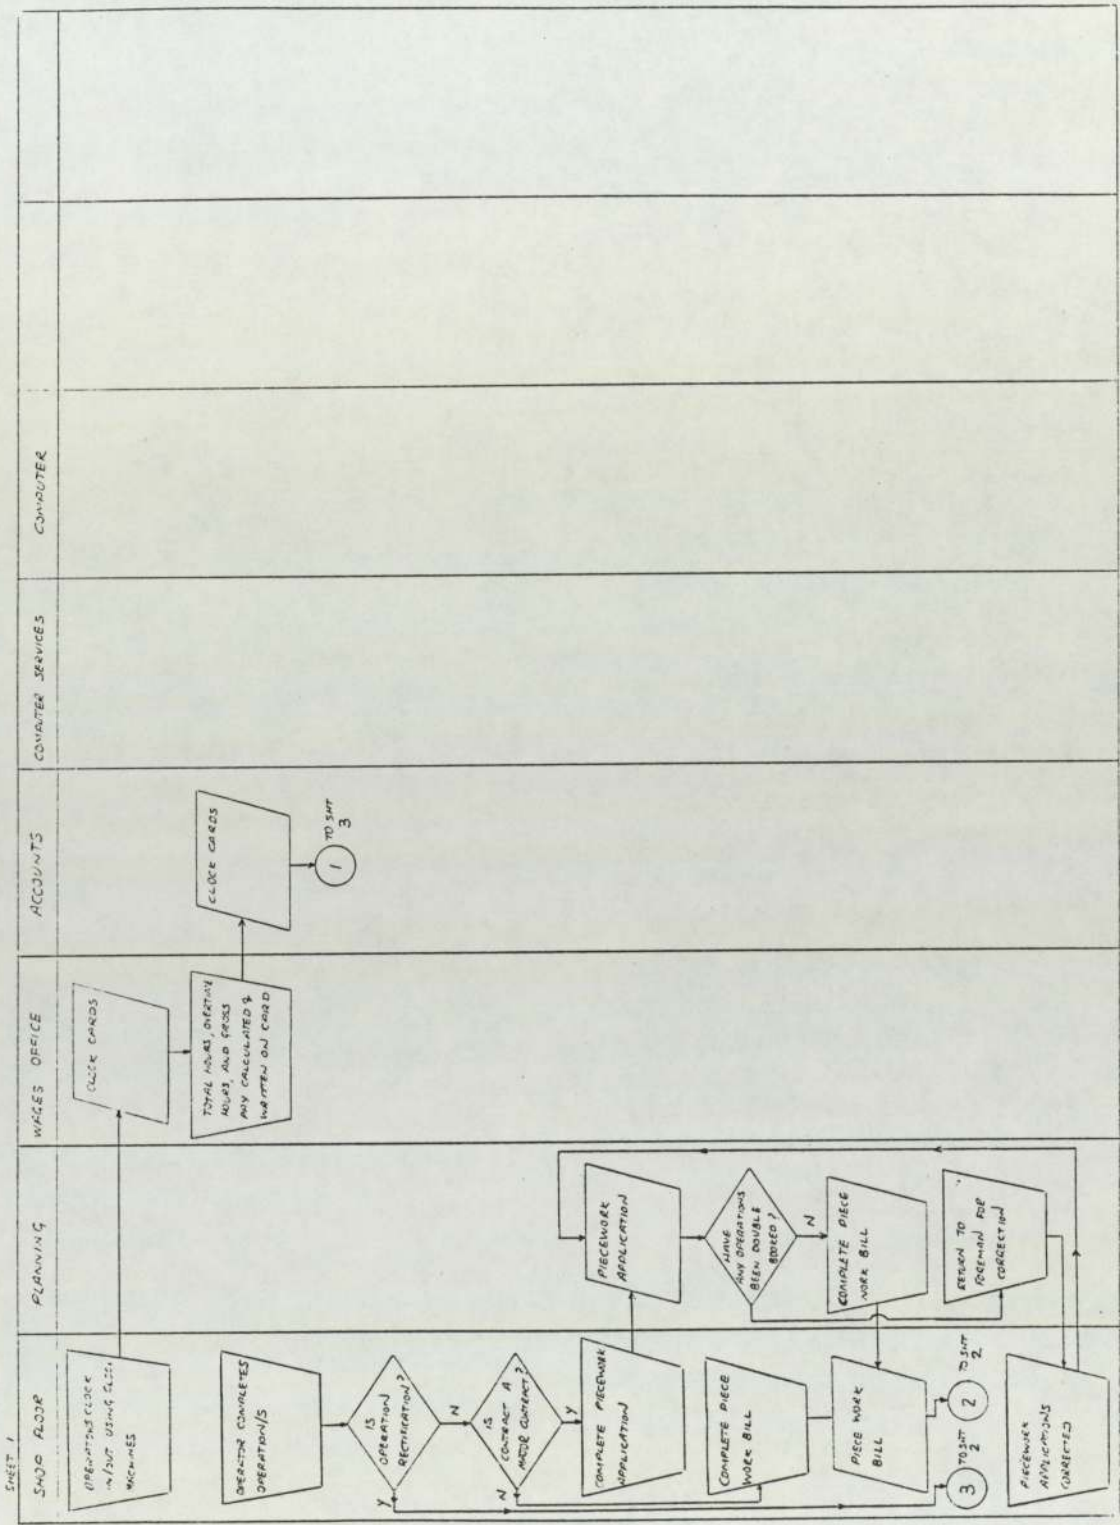 SHEET 1
SHOP FLOOR
PLANNING
WAGES OFFICE
ACCOUNTS
COMPUTER SERVICES
COMPUTER
OPERATORS CLOCK
IN/OUT USING CLOCK
MACHINES
CLOCK CARDS
TOTAL HOURS, OVERTIME
HOURS, AND GROSS
PAY CALCULATED &
WRITTEN ON CARD
CLOCK CARDS
1
TO SHT
3
OPERATOR COMPLETES
OPERATION/S
IS
OPERATION
RECTIFICATION?
Y
N
IS
CONTRACT A
MAJOR CONTRACT?
N
Y
COMPLETE PIECEWORK
APPLICATION
PIECEWORK
APPLICATION
HAVE
ANY OPERATIONS
BEEN DOUBLE
BOOKED?
N
COMPLETE PIECE
WORK BILL
COMPLETE PIECE
WORK BILL
PIECE WORK
BILL
RETURN TO
FOREMAN FOR
CORRECTION
3
TO SHT
2
2
TO SHT
2
PIECEWORK
APPLICATIONS
CORRECTED